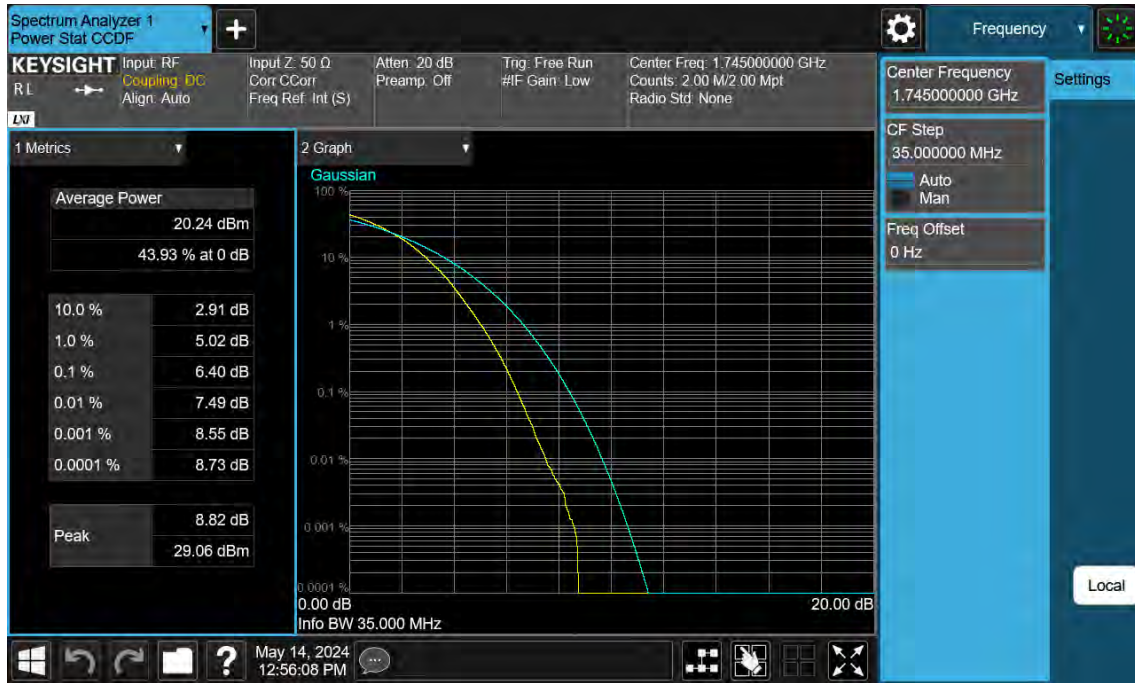 Spectrum Analyzer 1
Power Stat CCDF
+
Frequency
KEYSIGHT
RL
LXI
Input: RF
Coupling: DC
Align: Auto
Input Z: 50 Ω
Corr CCorr
Freq Ref: Int (S)
Atten: 20 dB
Preamp: Off
Trig: Free Run
#IF Gain: Low
Center Freq: 1.745000000 GHz
Counts: 2.00 M/2.00 Mpt
Radio Std: None
Center Frequency
1.745000000 GHz
Settings
CF Step
35.000000 MHz
Auto
Man
Freq Offset
0 Hz
Local
1 Metrics
Average Power
20.24 dBm
43.93 % at 0 dB
10.0 % 2.91 dB
1.0 % 5.02 dB
0.1 % 6.40 dB
0.01 % 7.49 dB
0.001 % 8.55 dB
0.0001 % 8.73 dB
Peak
8.82 dB
29.06 dBm
2 Graph
Gaussian
100 %
10 %
1 %
0.1 %
0.01 %
0.001 %
0.0001 %
0.00 dB 20.00 dB
Info BW 35.000 MHz
?
May 14, 2024
12:56:08 PM